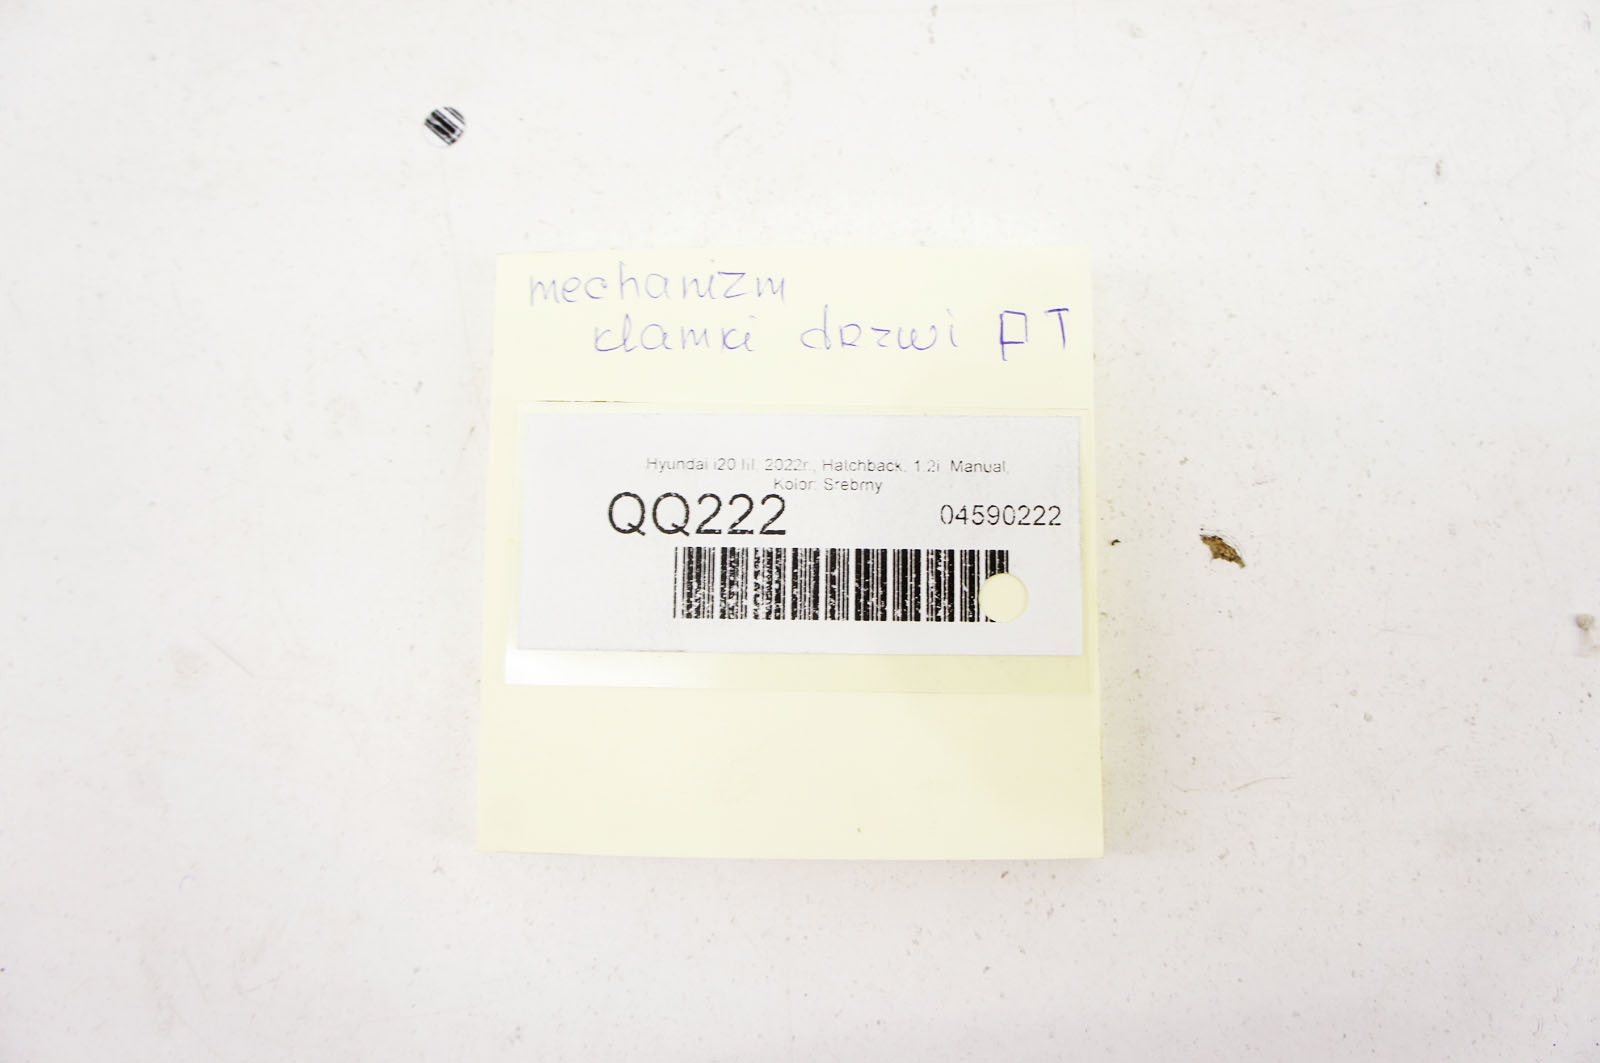 mechanizm
klamki drzwi PT
Hyundai i20 III, 2022r., Hatchback, 1.2i, Manual,
Kolor: Srebrny
QQ222
04590222